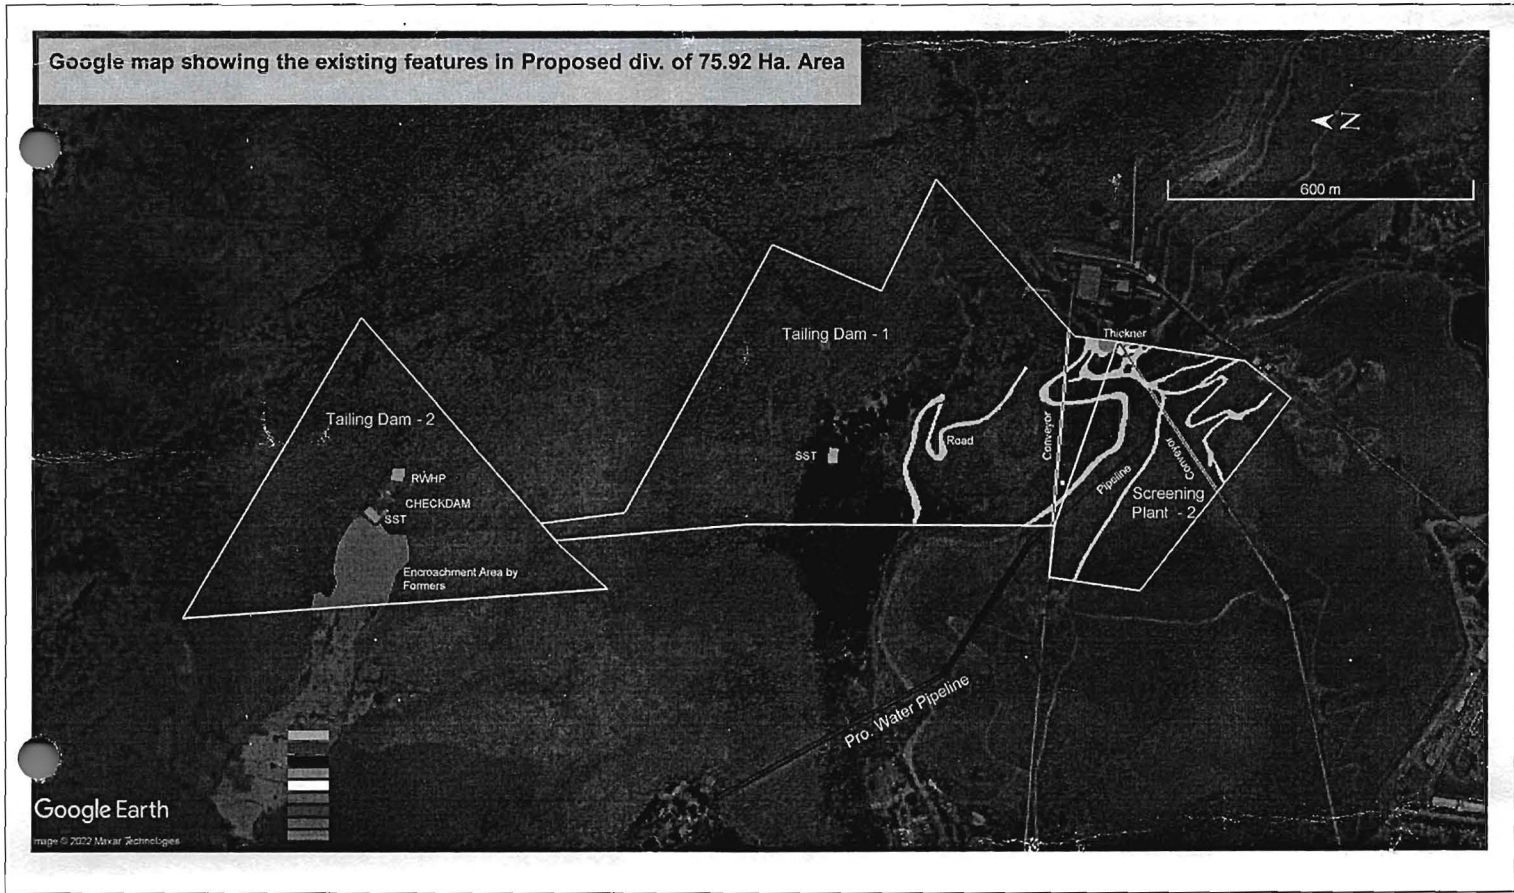 Google map showing the existing features in Proposed div. of 75.92 Ha. Area
N
600 m
Thickner
Tailing Dam - 1
Tailing Dam - 2
Conveyor
Road
SST
Conveyor
Pipeline
RWHP
CHECKDAM
SST
Screening
Plant - 2
Encroachment Area by
Formers
Pro. Water Pipeline
Google Earth
Image © 2022 Maxar Technologies